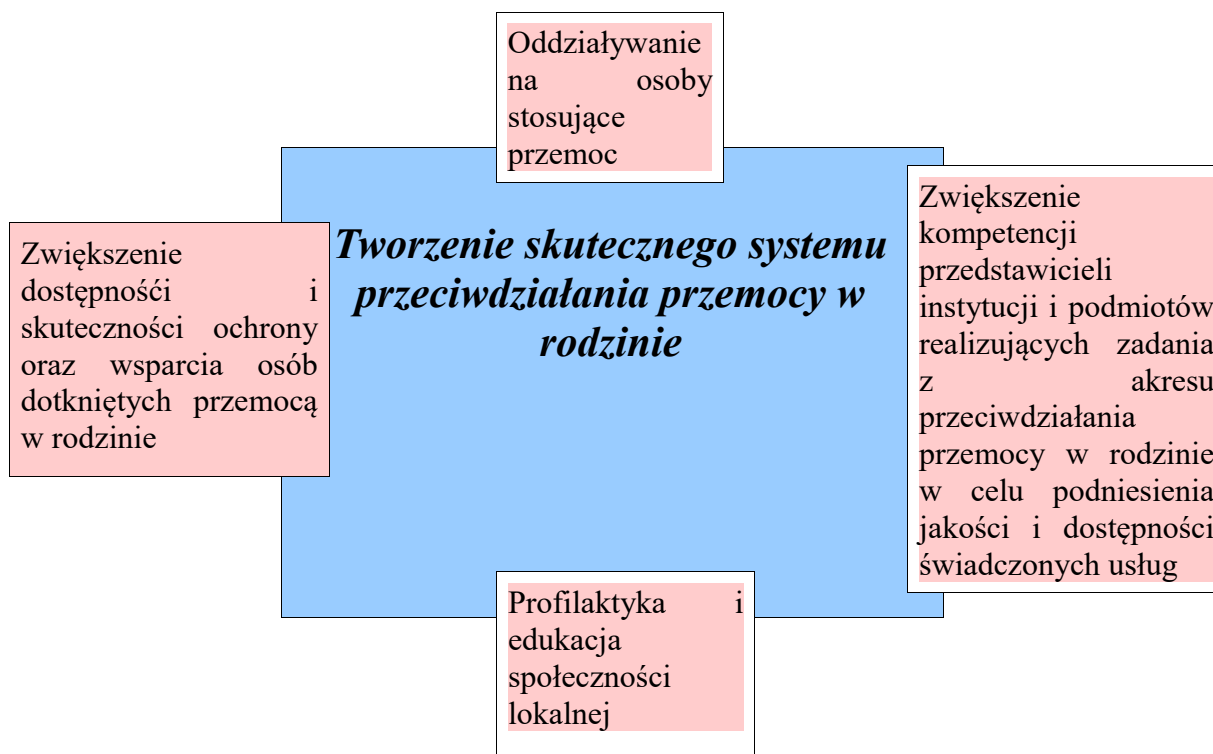 Oddziaływanie
na osoby
stosujące
przemoc
Tworzenie skutecznego systemu
przeciwdziałania przemocy w
rodzinie
Zwiększenie
dostępnośći i
skuteczności ochrony
oraz wsparcia osób
dotkniętych przemocą
w rodzinie
Zwiększenie
kompetencji
przedstawicieli
instytucji i podmiotów
realizujących zadania
z akresu
przeciwdziałania
przemocy w rodzinie
w celu podniesienia
jakości i dostępności
świadczonych usług
Profilaktyka i
edukacja
społeczności
lokalnej